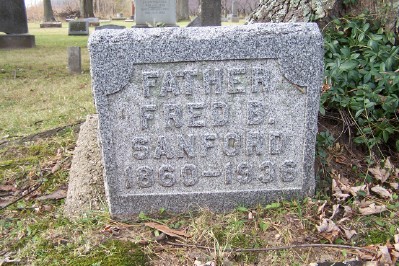 FATHER
FRED B.
SANFORD
1860-1936